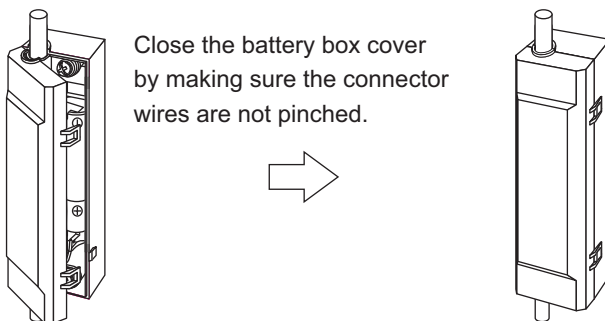 Close the battery box cover
by making sure the connector
wires are not pinched.